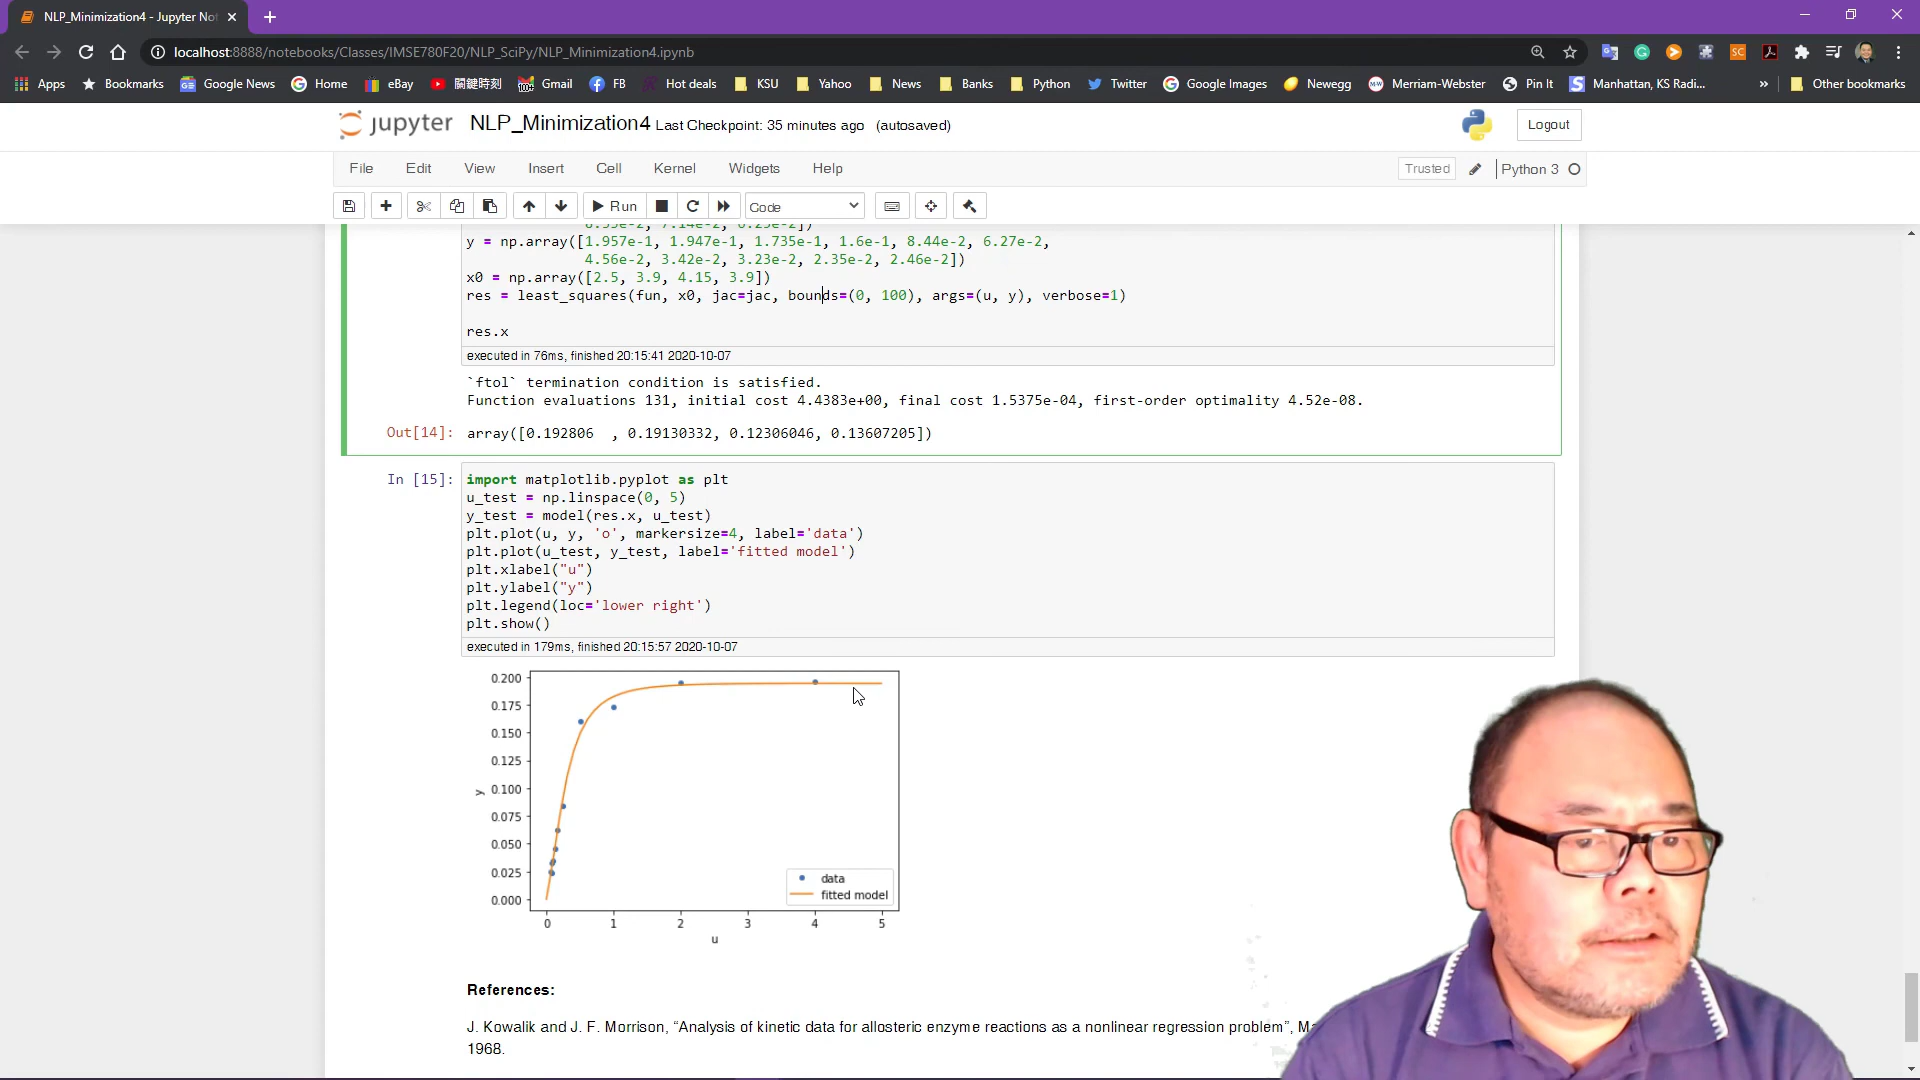 NLP_Minimization4 - Jupyter Not
localhost:8888/notebooks/Classes/IMSE780F20/NLP_SciPy/NLP_Minimization4.ipynb
Apps Bookmarks Google News Home eBay 關鍵時刻 Gmail FB Hot deals KSU Yahoo News Banks Python Twitter Google Images Newegg Merriam-Webster Pin It Manhattan, KS Radi... » Other bookmarks
jupyter NLP_Minimization4 Last Checkpoint: 35 minutes ago (autosaved) Logout
File Edit View Insert Cell Kernel Widgets Help Trusted Python 3
Run Code
y = np.array([1.957e-1, 1.947e-1, 1.735e-1, 1.6e-1, 8.44e-2, 6.27e-2,
4.56e-2, 3.42e-2, 3.23e-2, 2.35e-2, 2.46e-2])
x0 = np.array([2.5, 3.9, 4.15, 3.9])
res = least_squares(fun, x0, jac=jac, bounds=(0, 100), args=(u, y), verbose=1)
res.x
executed in 76ms, finished 20:15:41 2020-10-07
`ftol` termination condition is satisfied.
Function evaluations 131, initial cost 4.4383e+00, final cost 1.5375e-04, first-order optimality 4.52e-08.
Out[14]: array([0.192806  , 0.19130332, 0.12306046, 0.13607205])
In [15]: import matplotlib.pyplot as plt
u_test = np.linspace(0, 5)
y_test = model(res.x, u_test)
plt.plot(u, y, 'o', markersize=4, label='data')
plt.plot(u_test, y_test, label='fitted model')
plt.xlabel("u")
plt.ylabel("y")
plt.legend(loc='lower right')
plt.show()
executed in 179ms, finished 20:15:57 2020-10-07
0.200
0.175
0.150
0.125
0.100
y
0.075
0.050
0.025
0.000
data
fitted model
0 1 2 3 4 5
u
References:
J. Kowalik and J. F. Morrison, “Analysis of kinetic data for allosteric enzyme reactions as a nonlinear regression problem”,
1968.